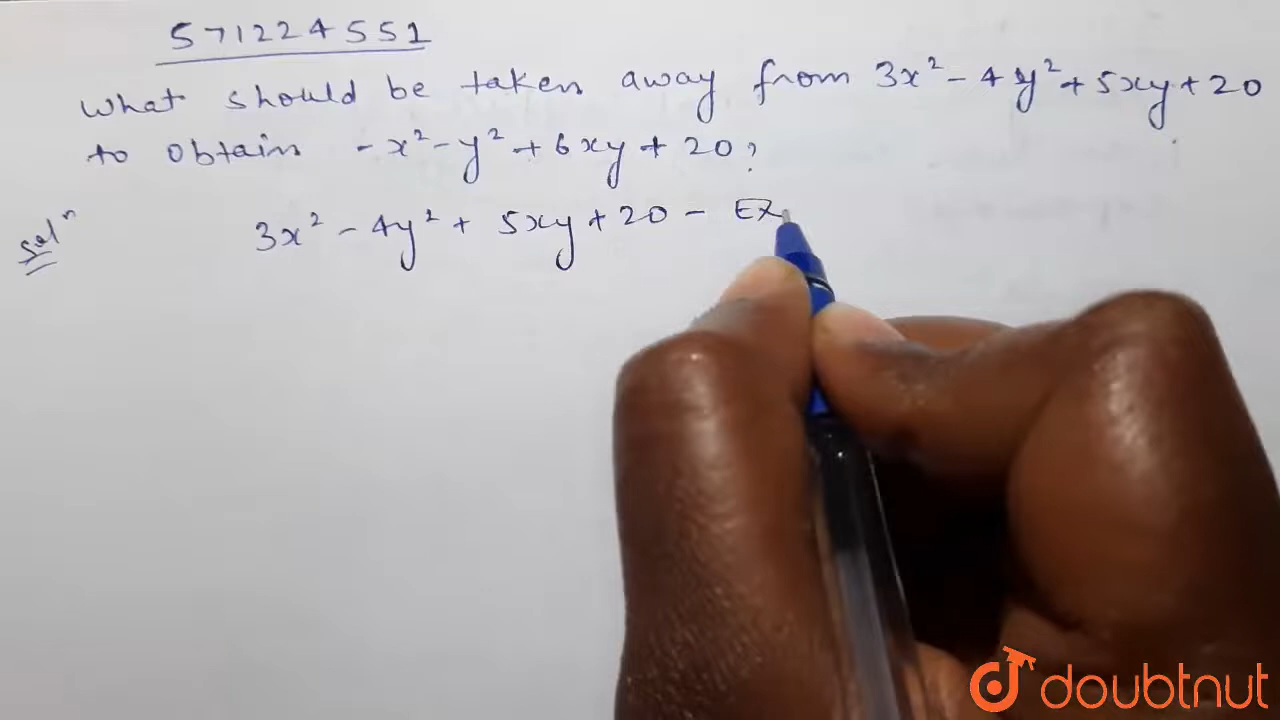 571224551
What should be taken away from 3x² - 4y² + 5xy + 20
to obtain - x² - y² + 6xy + 20?
Solⁿ 3x² - 4y² + 5xy + 20 - Ex
doubtnut